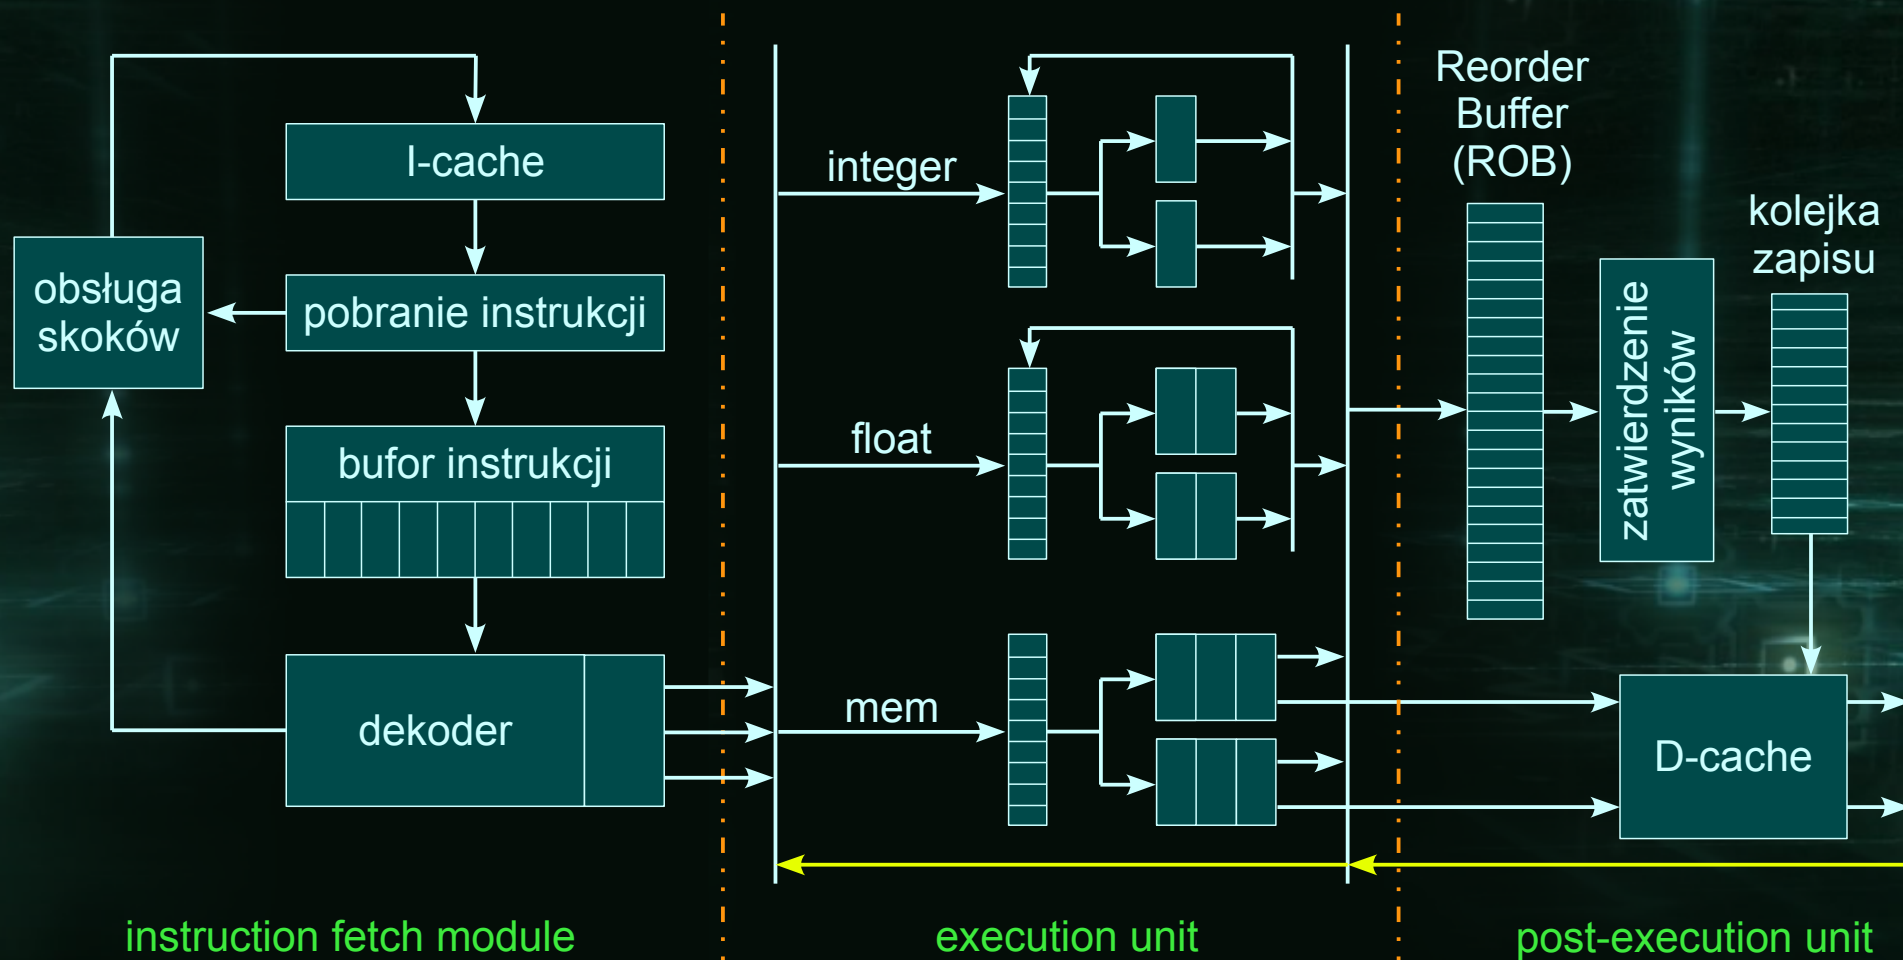 I-cache
obsługa
skoków
pobranie instrukcji
bufor instrukcji
dekoder
instruction fetch module
integer
float
mem
execution unit
Reorder
Buffer
(ROB)
zatwierdzenie
wyników
kolejka
zapisu
D-cache
post-execution unit